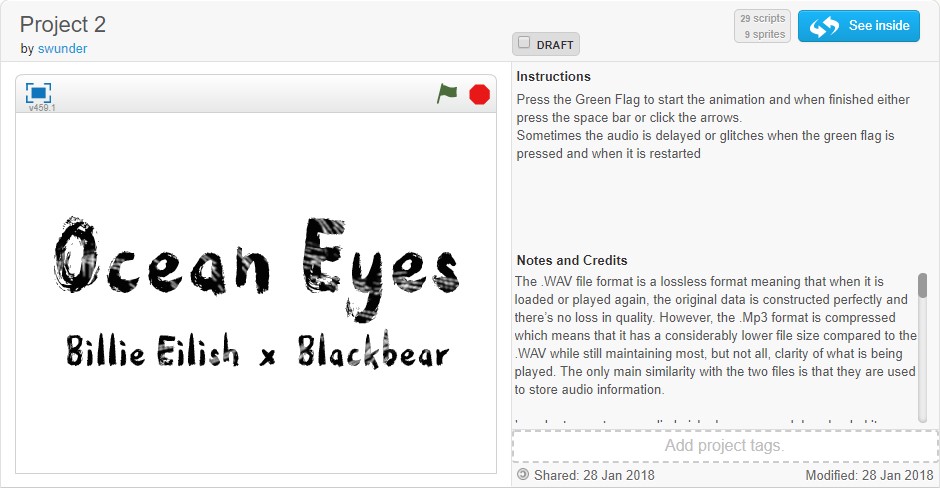 Project 2
by swunder
29 scripts
9 sprites
See inside
DRAFT
v459.1
Ocean Eyes
Billie Eilish x Blackbear
Instructions
Press the Green Flag to start the animation and when finished either
press the space bar or click the arrows.
Sometimes the audio is delayed or glitches when the green flag is
pressed and when it is restarted
Notes and Credits
The .WAV file format is a lossless format meaning that when it is
loaded or played again, the original data is constructed perfectly and
there's no loss in quality. However, the .Mp3 format is compressed
which means that it has a considerably lower file size compared to the
.WAV while still maintaining most, but not all, clarity of what is being
played. The only main similarity with the two files is that they are used
to store audio information.
Add project tags.
Shared: 28 Jan 2018
Modified: 28 Jan 2018